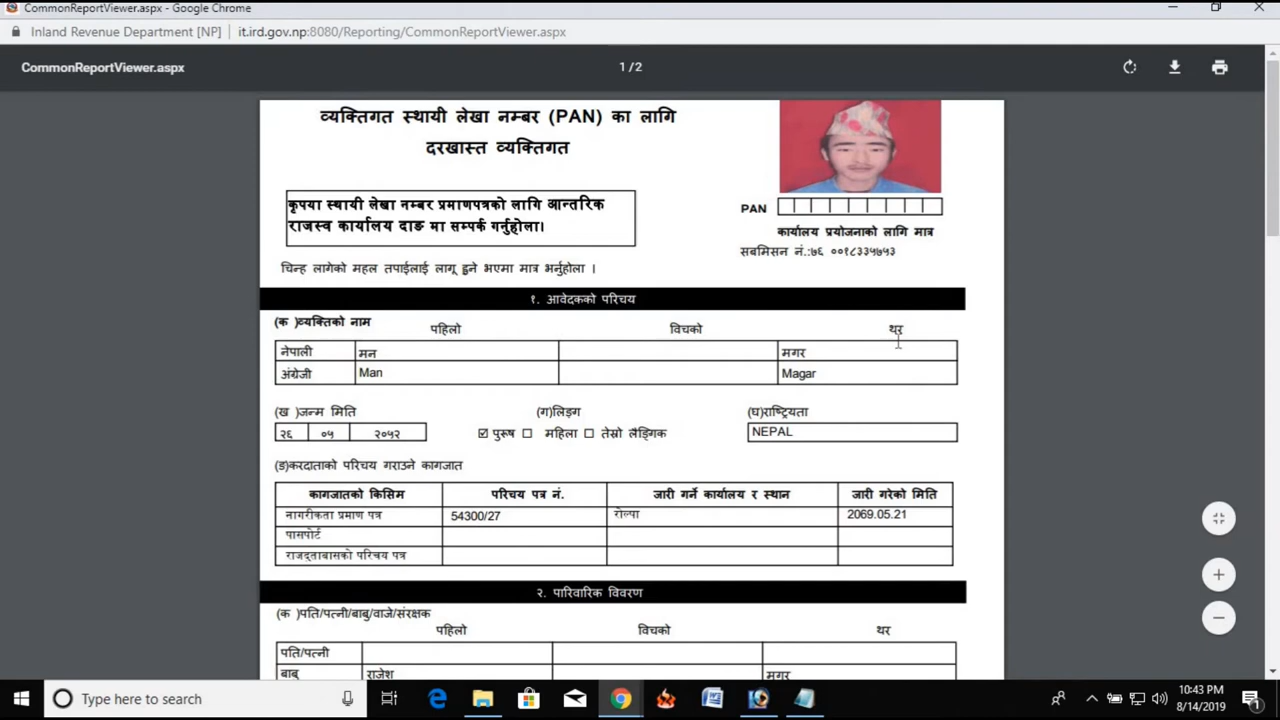 CommonReportViewer.aspx - Google Chrome
Inland Revenue Department [NP] | it.ird.gov.np:8080/Reporting/CommonReportViewer.aspx
CommonReportViewer.aspx 1 / 2
व्यक्तिगत स्थायी लेखा नम्बर (PAN) का लागि
दरखास्त व्यक्तिगत
कृपया स्थायी लेखा नम्बर प्रमाणपत्रको लागि आन्तरिक
राजस्व कार्यालय दाङ मा सम्पर्क गर्नुहोला।
PAN
कार्यालय प्रयोजनाको लागि मात्र
सबमिसन नं.:७६ ००१८३३५७५३
चिन्ह लागेको महल तपाईलाई लागू हुने भएमा मात्र भर्नुहोला ।
१. आवेदकको परिचय
(क )व्यक्तिको नाम पहिलो विचको थर
नेपाली मन मगर
अंग्रेजी Man Magar
(ख )जन्म मिति (ग)लिङ्ग (घ)राष्ट्रियता
२६ ०५ २०५२ पुरूष महिला तेस्रो लैङ्गिक NEPAL
(ङ)करदाताको परिचय गराउने कागजात
कागजातको किसिम परिचय पत्र नं. जारी गर्ने कार्यालय र स्थान जारी गरेको मिति
नागरीकता प्रमाण पत्र 54300/27 रोल्पा 2069.05.21
पासपोर्ट
राजदूताबासको परिचय पत्र
२. पारिवारिक विवरण
(क )पति/पत्नी/बाबु/वाजे/संरक्षक
पहिलो विचको थर
पति/पत्नी
बाबु राजेश मगर
Type here to search
10:43 PM
8/14/2019